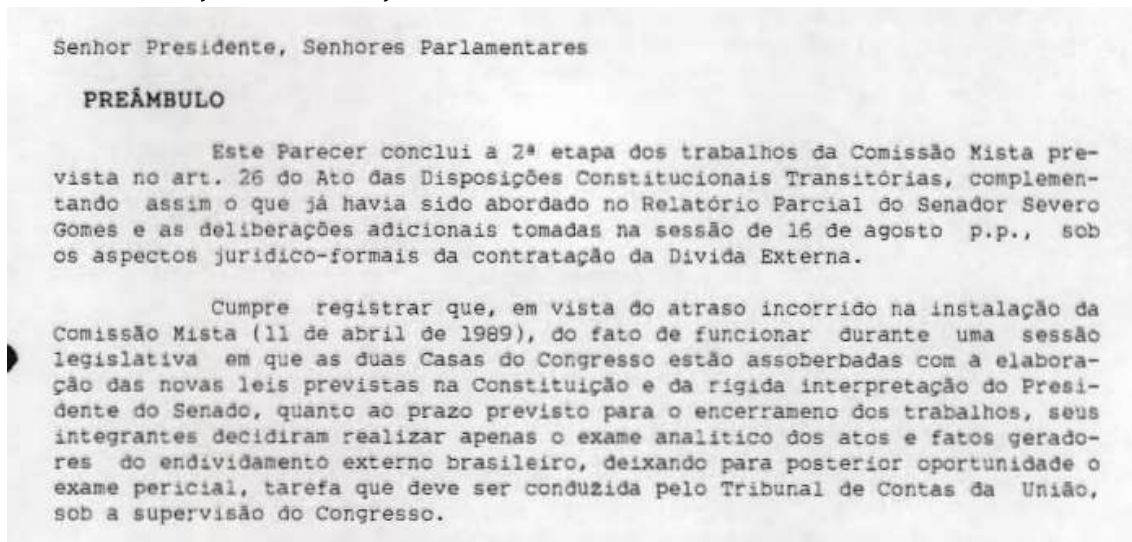 Senhor Presidente, Senhores Parlamentares
PREÂMBULO
Este Parecer conclui a 2ª etapa dos trabalhos da Comissão Mista pre-
vista no art. 26 do Ato das Disposições Constitucionais Transitórias, complemen-
tando assim o que já havia sido abordado no Relatório Parcial do Senador Severo
Gomes e as deliberações adicionais tomadas na sessão de 16 de agosto p.p., sob
os aspectos jurídico-formais da contratação da Dívida Externa.
Cumpre registrar que, em vista do atraso incorrido na instalação da
Comissão Mista (11 de abril de 1989), do fato de funcionar durante uma sessão
legislativa em que as duas Casas do Congresso estão assoberbadas com a elabora-
ção das novas leis previstas na Constituição e da rígida interpretação do Presi-
dente do Senado, quanto ao prazo previsto para o encerrameno dos trabalhos, seus
integrantes decidiram realizar apenas o exame analítico dos atos e fatos gerado-
res do endividamento externo brasileiro, deixando para posterior oportunidade o
exame pericial, tarefa que deve ser conduzida pelo Tribunal de Contas da União,
sob a supervisão do Congresso.